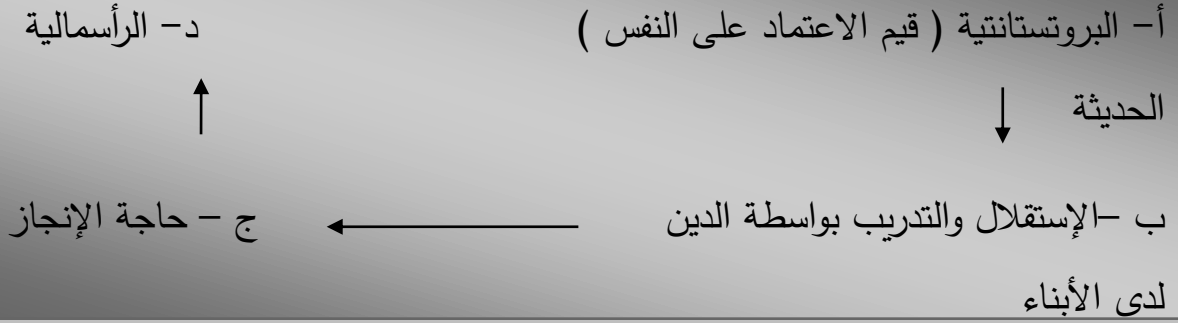 أ– البروتستانتية ( قيم الاعتماد على النفس ) د– الرأسمالية
الحديثة
ب –الإستقلال والتدريب بواسطة الدين ج – حاجة الإنجاز
لدى الأبناء